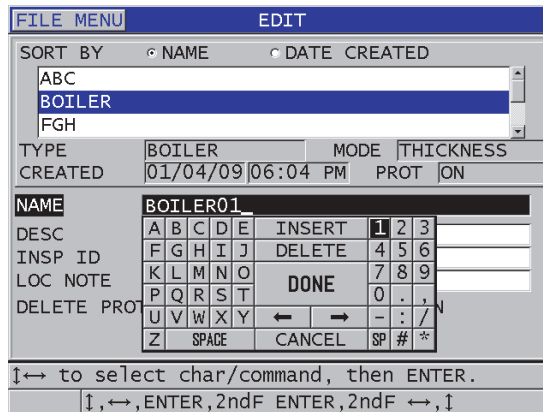 FILE MENU EDIT
SORT BY NAME DATE CREATED
ABC
BOILER
FGH
TYPE BOILER MODE THICKNESS
CREATED 01/04/09 06:04 PM PROT ON
NAME BOILER01_
DESC
INSP ID
LOC NOTE
DELETE PROT N
A B C D E INSERT 1 2 3
F G H I J DELETE 4 5 6
K L M N O DONE 7 8 9
P Q R S T 0 . ,
U V W X Y ← → - : /
Z SPACE CANCEL SP # *
↕↔ to select char/command, then ENTER.
↕,↔,ENTER,2ndF ENTER,2ndF ↔,↕